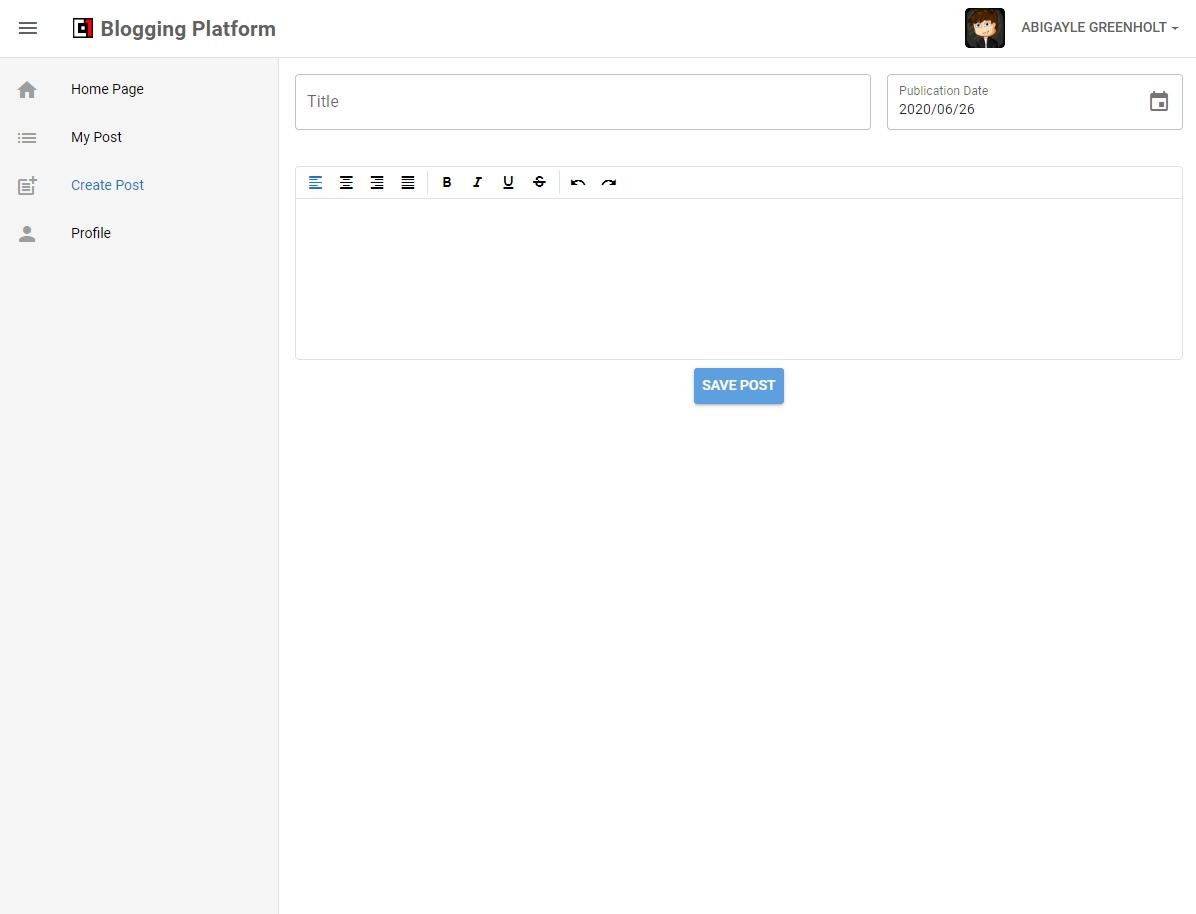 Blogging Platform
ABIGAYLE GREENHOLT
Home Page
My Post
Create Post
Profile
Title
Publication Date
2020/06/26
B I U S
SAVE POST